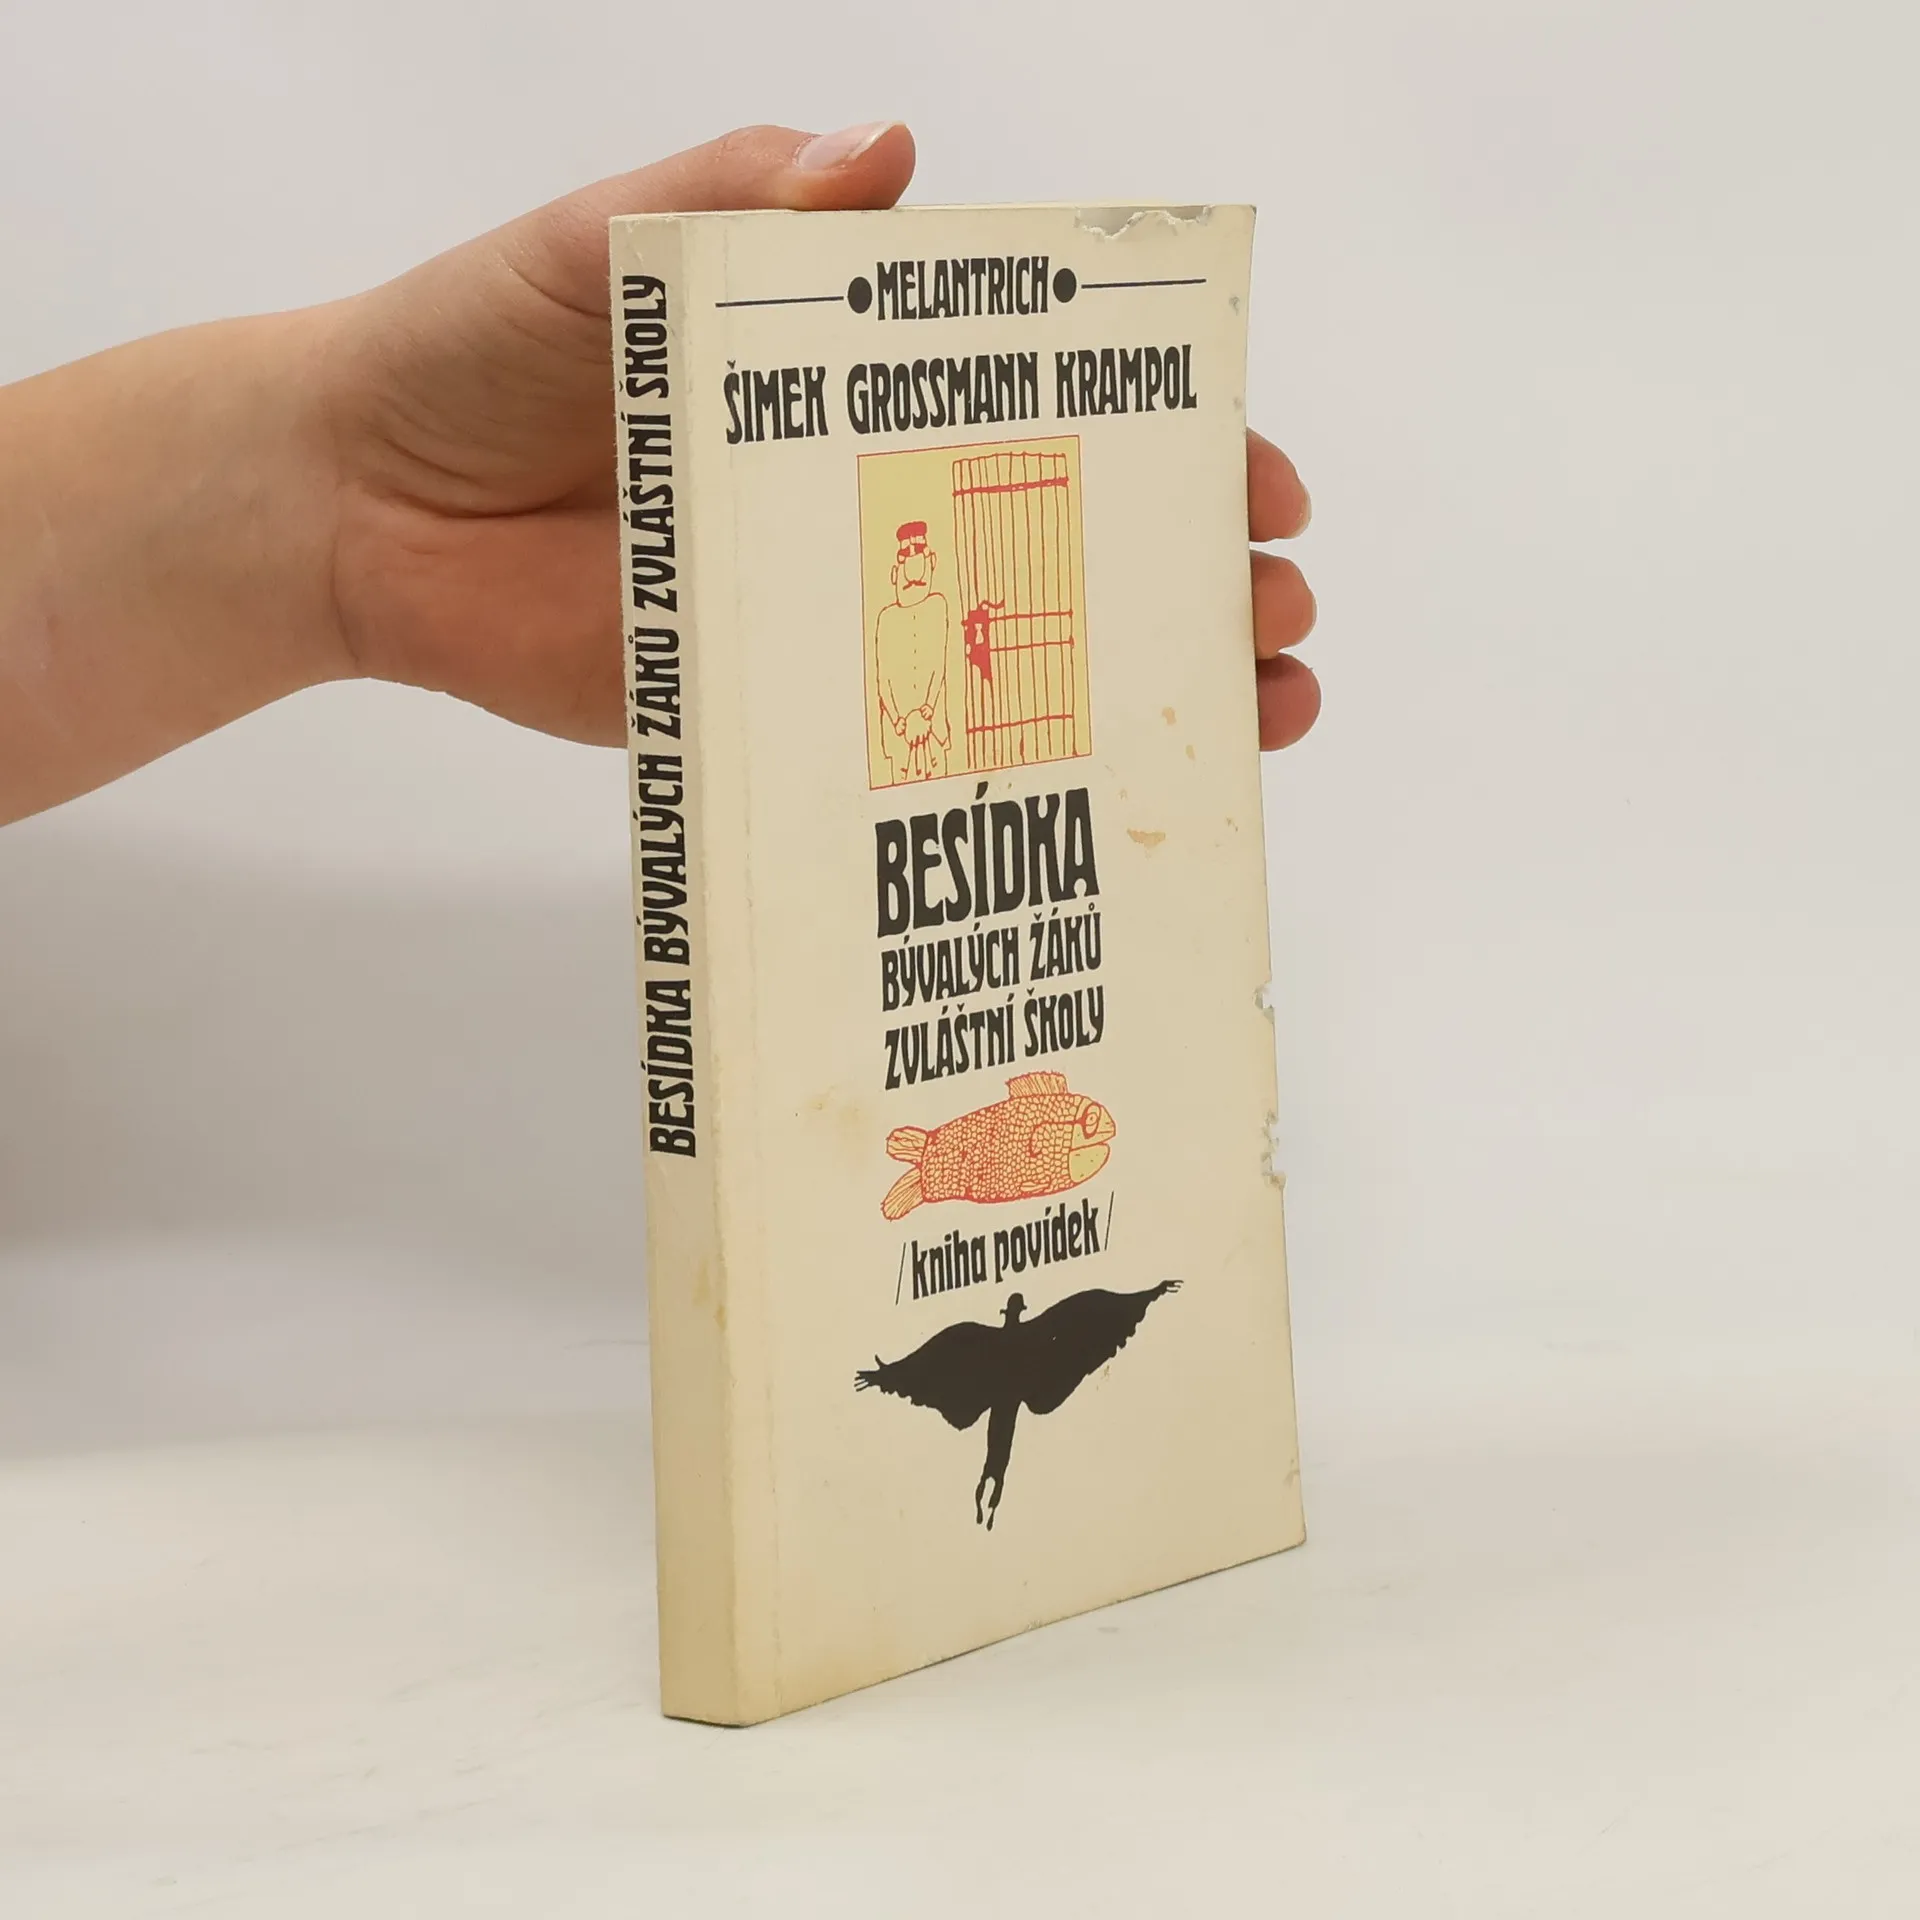 BESÍDKA BÝVALÝCH ŽÁKŮ ZVLÁŠTNÍ ŠKOLY
MELANTRICH
ŠIMEK GROSSMANN KRAMPOL
BESÍDKA
BÝVALÝCH ŽÁKŮ
ZVLÁŠTNÍ ŠKOLY
/kniha povídek/